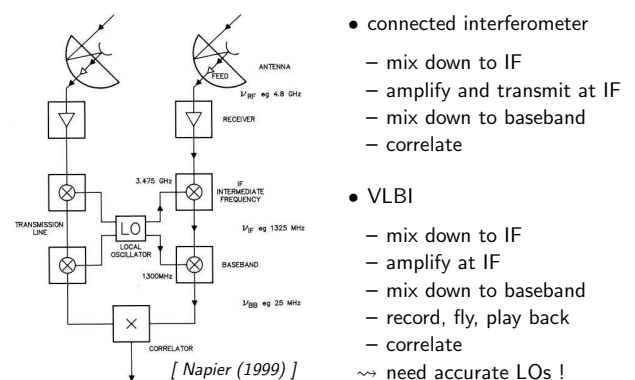 FEED
ANTENNA
νRF eg 4.8 GHz
RECEIVER
3.475 GHz
IF
INTERMEDIATE
FREQUENCY
TRANSMISSION
LINE
LO
LOCAL
OSCILLATOR
νIF eg 1325 MHz
1300MHz
BASEBAND
νBB eg 25 MHz
×
CORRELATOR
[ Napier (1999) ]
• connected interferometer
– mix down to IF
– amplify and transmit at IF
– mix down to baseband
– correlate
• VLBI
– mix down to IF
– amplify at IF
– mix down to baseband
– record, fly, play back
– correlate
⇝ need accurate LOs !